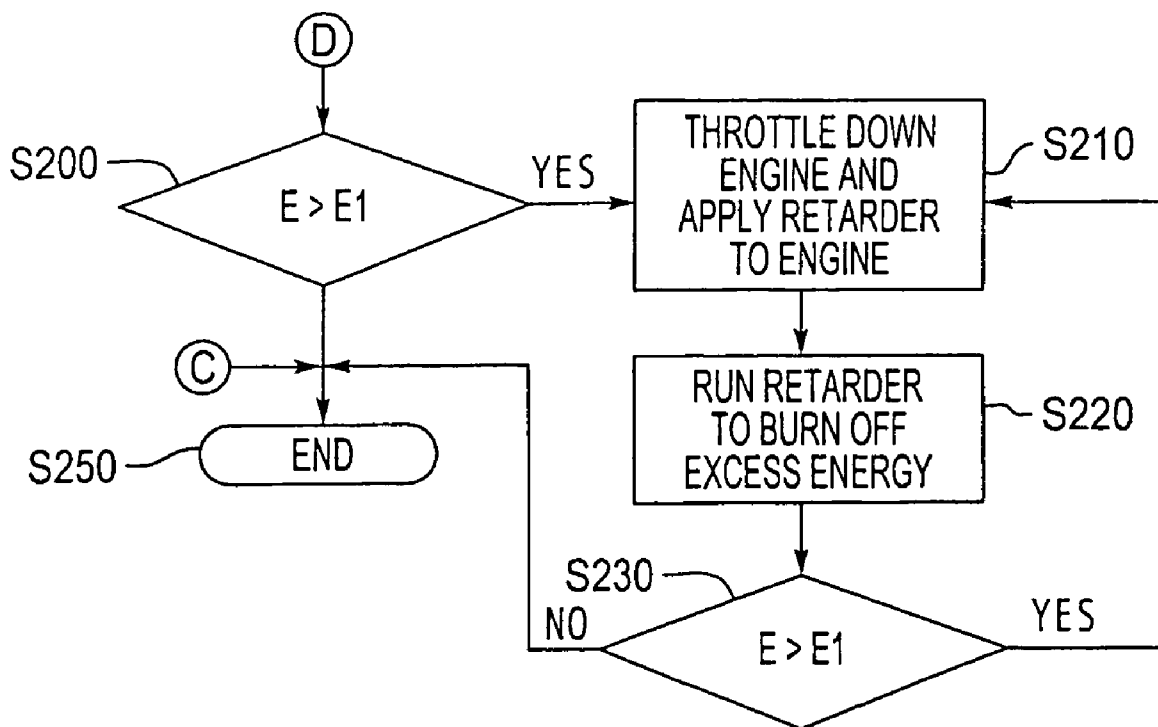 D
S200
E > E1
YES
THROTTLE DOWN
ENGINE AND
APPLY RETARDER
TO ENGINE
S210
C
S250
END
RUN RETARDER
TO BURN OFF
EXCESS ENERGY
S220
S230
NO
E > E1
YES